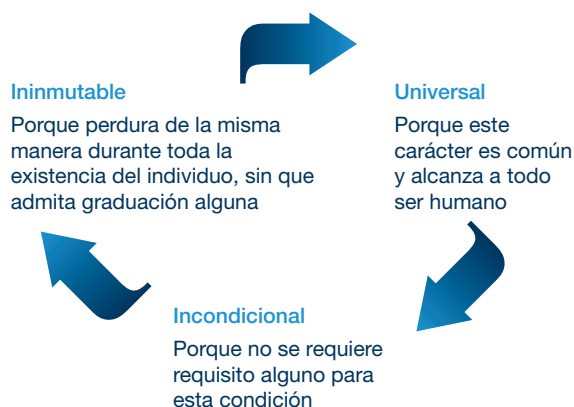 Ininmutable
Porque perdura de la misma
manera durante toda la
existencia del individuo, sin que
admita graduación alguna
Universal
Porque este
carácter es común
y alcanza a todo
ser humano
Incondicional
Porque no se requiere
requisito alguno para
esta condición